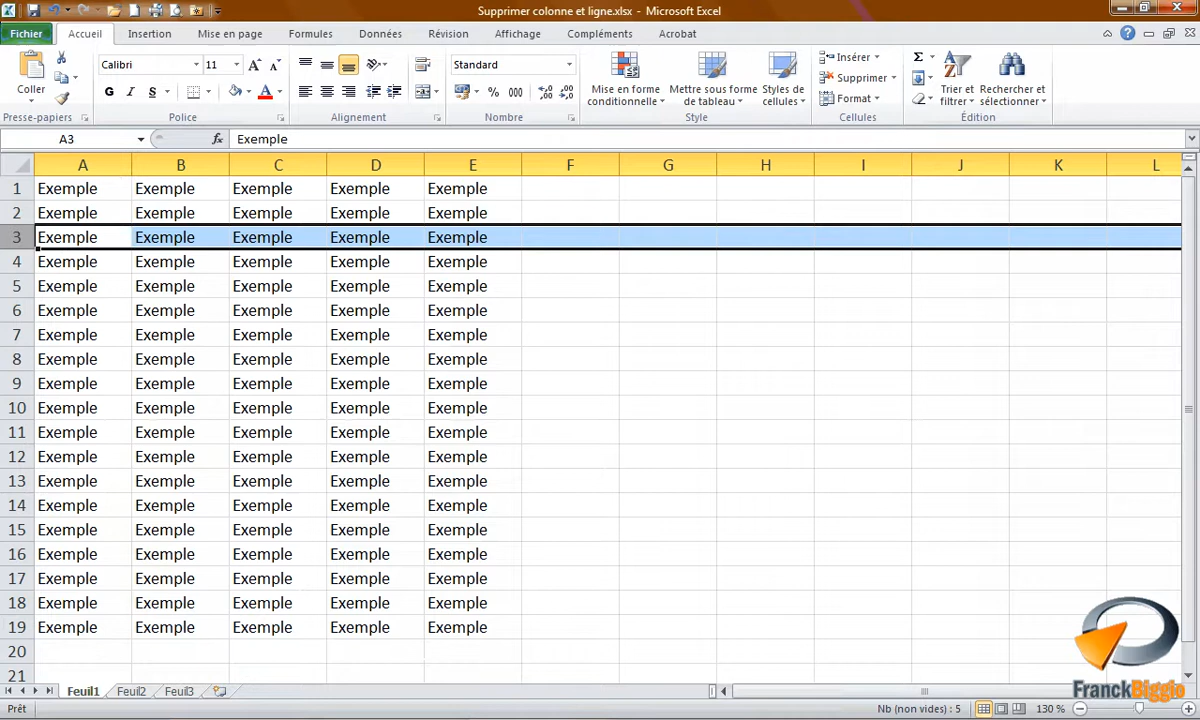 Supprimer colonne et ligne.xlsx - Microsoft Excel
Fichier Accueil Insertion Mise en page Formules Données Révision Affichage Compléments Acrobat
Coller Calibri 11 Standard Mise en forme conditionnelle Mettre sous forme de tableau Styles de cellules Insérer Supprimer Format Σ Trier et filtrer Rechercher et sélectionner
G I S A % 000
Presse-papiers Police Alignement Nombre Style Cellules Édition
A3 fx Exemple
A B C D E F G H I J K L
1 Exemple Exemple Exemple Exemple Exemple
2 Exemple Exemple Exemple Exemple Exemple
3 Exemple Exemple Exemple Exemple Exemple
4 Exemple Exemple Exemple Exemple Exemple
5 Exemple Exemple Exemple Exemple Exemple
6 Exemple Exemple Exemple Exemple Exemple
7 Exemple Exemple Exemple Exemple Exemple
8 Exemple Exemple Exemple Exemple Exemple
9 Exemple Exemple Exemple Exemple Exemple
10 Exemple Exemple Exemple Exemple Exemple
11 Exemple Exemple Exemple Exemple Exemple
12 Exemple Exemple Exemple Exemple Exemple
13 Exemple Exemple Exemple Exemple Exemple
14 Exemple Exemple Exemple Exemple Exemple
15 Exemple Exemple Exemple Exemple Exemple
16 Exemple Exemple Exemple Exemple Exemple
17 Exemple Exemple Exemple Exemple Exemple
18 Exemple Exemple Exemple Exemple Exemple
19 Exemple Exemple Exemple Exemple Exemple
20
21
FranckBiggio
Feuil1 Feuil2 Feuil3
Prêt Nb (non vides) : 5 130 %